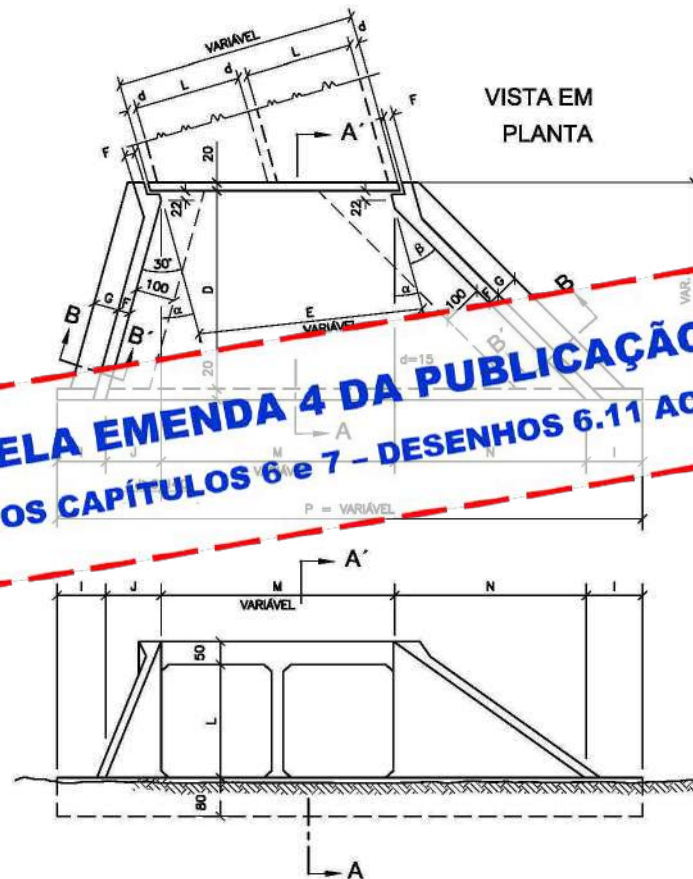 VARIÁVEL
d
L
d
L
d
F
F
VISTA EM
PLANTA
A´
20
22
22
30°
100
α
D
G
F
β
α
100
F
G
E
VARIÁVEL
B
B´
B
B´
VAR.
d=15
20
ELA EMENDA 4 DA PUBLICAÇÃO
OS CAPÍTULOS 6 e 7 – DESENHOS 6.11 AO
A
J
M
N
I
P = VARIÁVEL
A´
I
J
M
N
I
VARIÁVEL
50
L
80
A